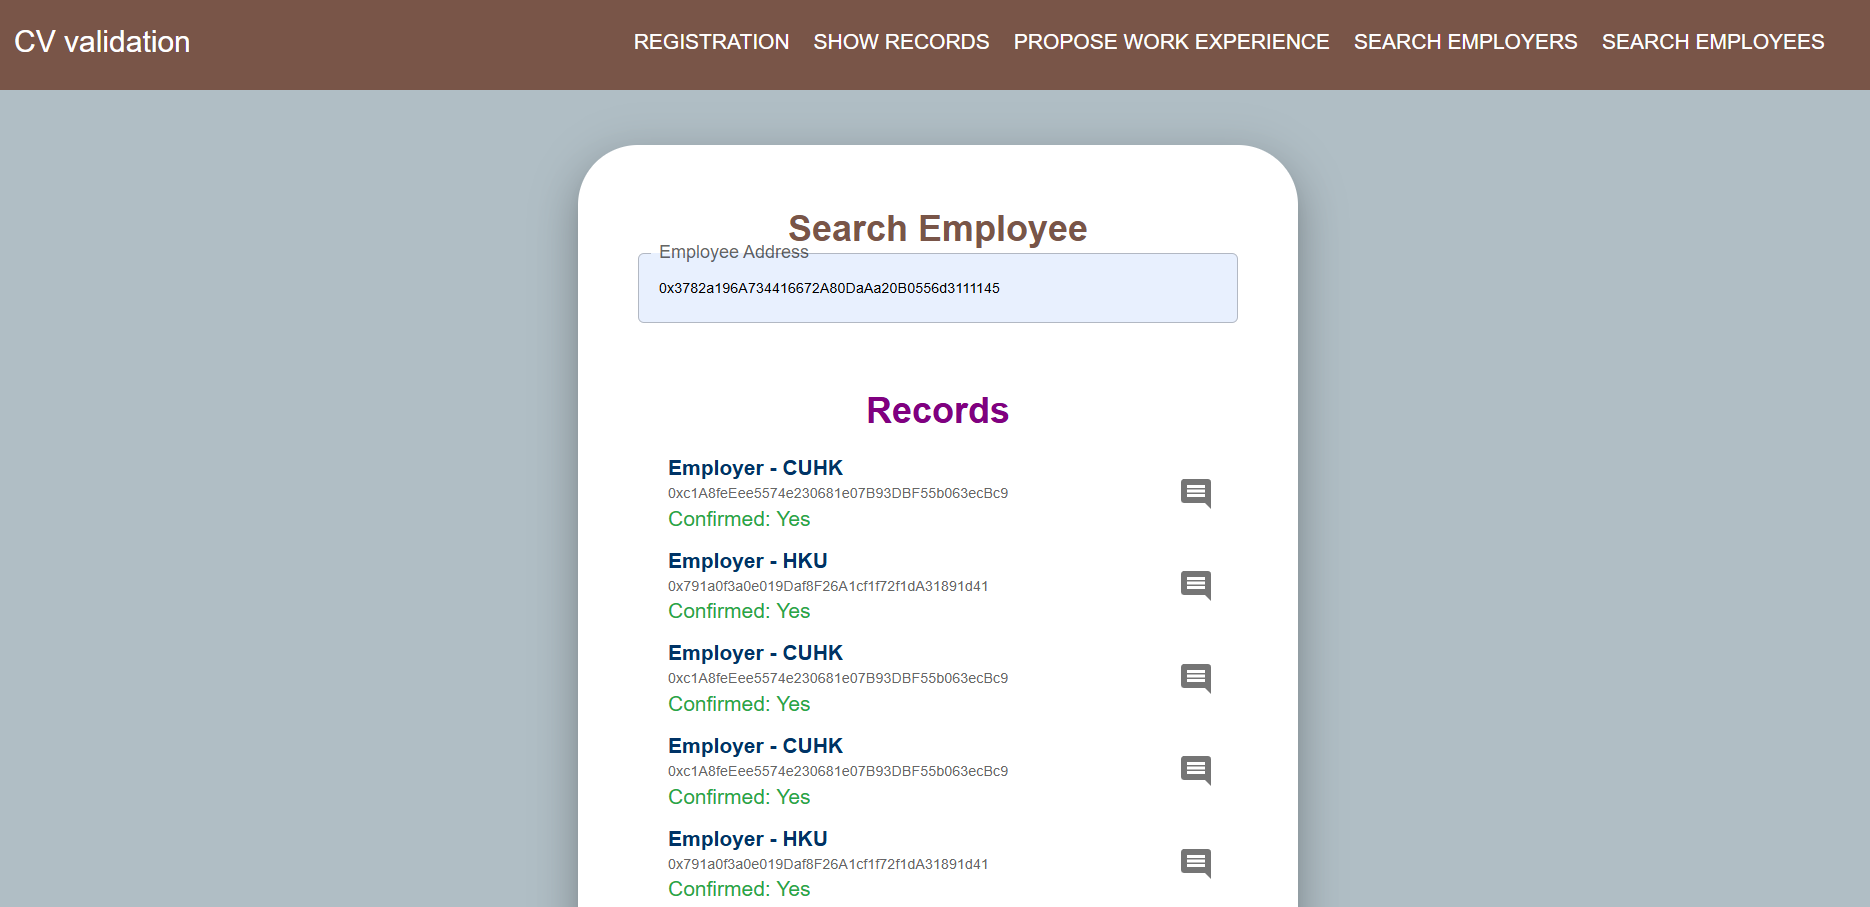 CV validation
REGISTRATION SHOW RECORDS PROPOSE WORK EXPERIENCE SEARCH EMPLOYERS SEARCH EMPLOYEES
Search Employee
Employee Address
0x3782a196A734416672A80DaAa20B0556d3111145
Records
Employer - CUHK
0xc1A8feEee5574e230681e07B93DBF55b063ecBc9
Confirmed: Yes
Employer - HKU
0x791a0f3a0e019Daf8F26A1cf1f72f1dA31891d41
Confirmed: Yes
Employer - CUHK
0xc1A8feEee5574e230681e07B93DBF55b063ecBc9
Confirmed: Yes
Employer - CUHK
0xc1A8feEee5574e230681e07B93DBF55b063ecBc9
Confirmed: Yes
Employer - HKU
0x791a0f3a0e019Daf8F26A1cf1f72f1dA31891d41
Confirmed: Yes